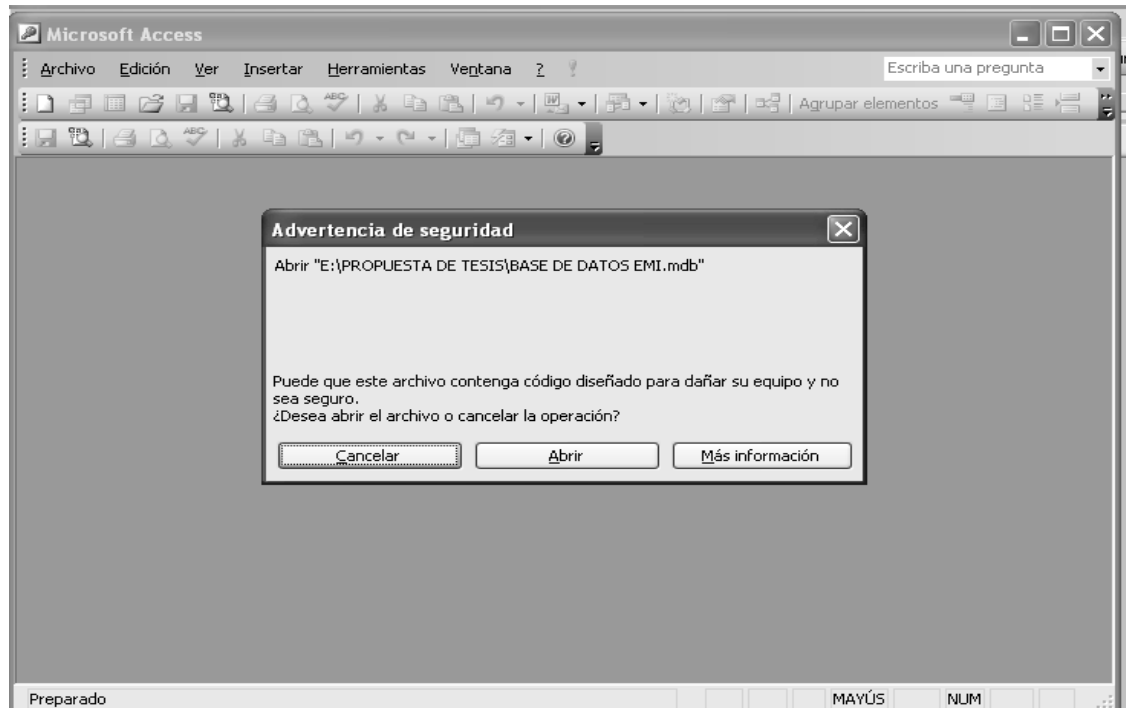 Microsoft Access
Archivo Edición Ver Insertar Herramientas Ventana ? Escriba una pregunta
Agrupar elementos
Advertencia de seguridad
Abrir "E:\PROPUESTA DE TESIS\BASE DE DATOS EMI.mdb"
Puede que este archivo contenga código diseñado para dañar su equipo y no
sea seguro.
¿Desea abrir el archivo o cancelar la operación?
Cancelar Abrir Más información
Preparado MAYÚS NUM